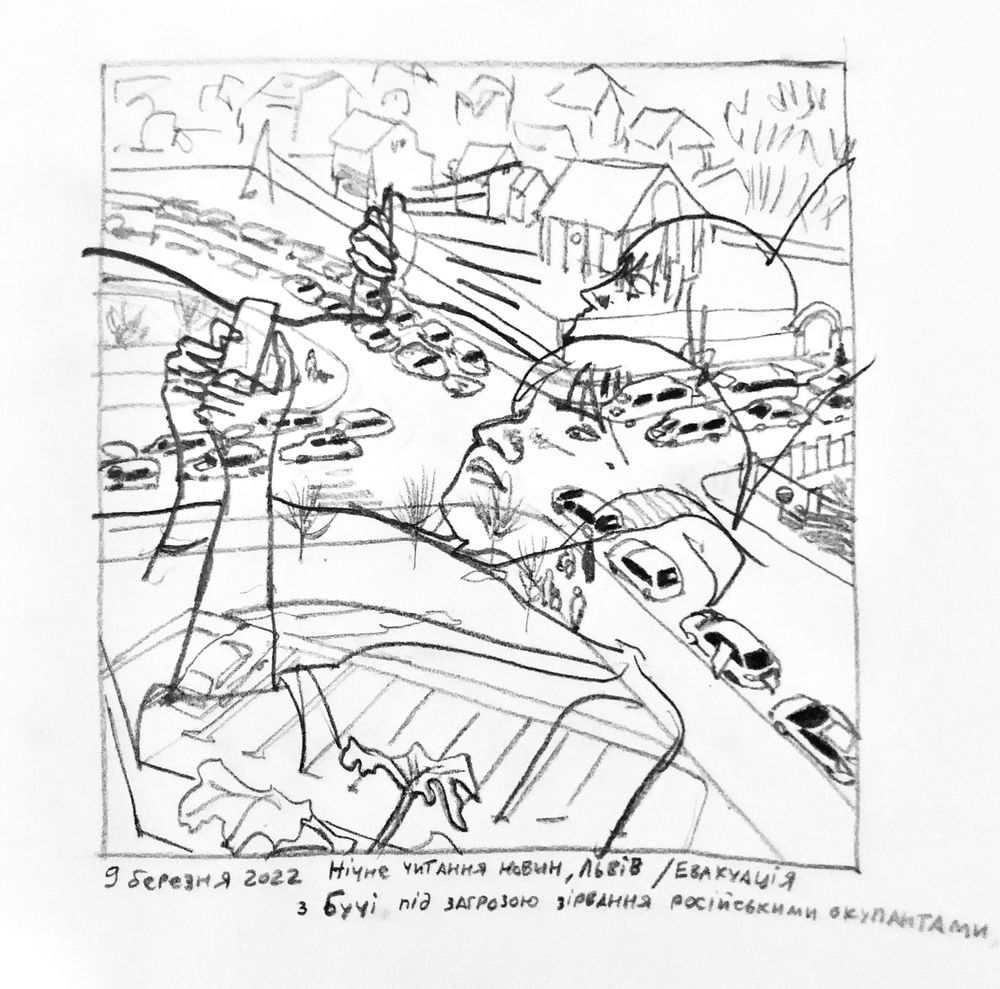 9 березня 2022 Нічне читання новин, Львів / Евакуація
з Бучі під загрозою зірвання російськими окупантами,